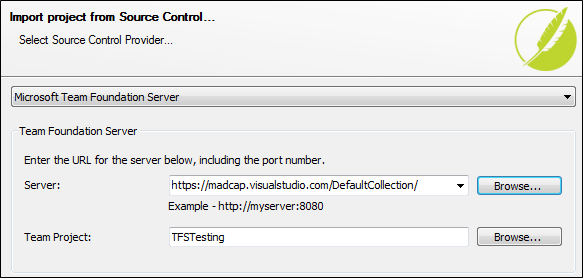 Import project from Source Control...
Select Source Control Provider...
Microsoft Team Foundation Server
Team Foundation Server
Enter the URL for the server below, including the port number.
Server: https://madcap.visualstudio.com/DefaultCollection/ Browse...
Example - http://myserver:8080
Team Project: TFSTesting Browse...